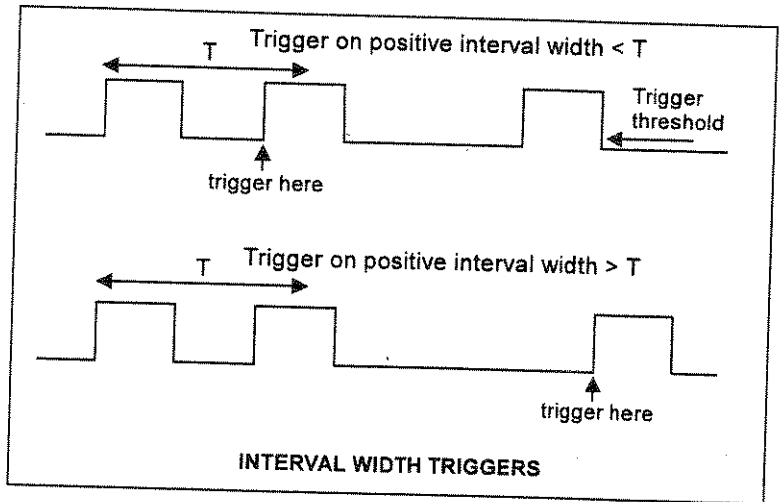 Trigger on positive interval width < T
T
Trigger
threshold
trigger here
Trigger on positive interval width > T
T
trigger here
INTERVAL WIDTH TRIGGERS